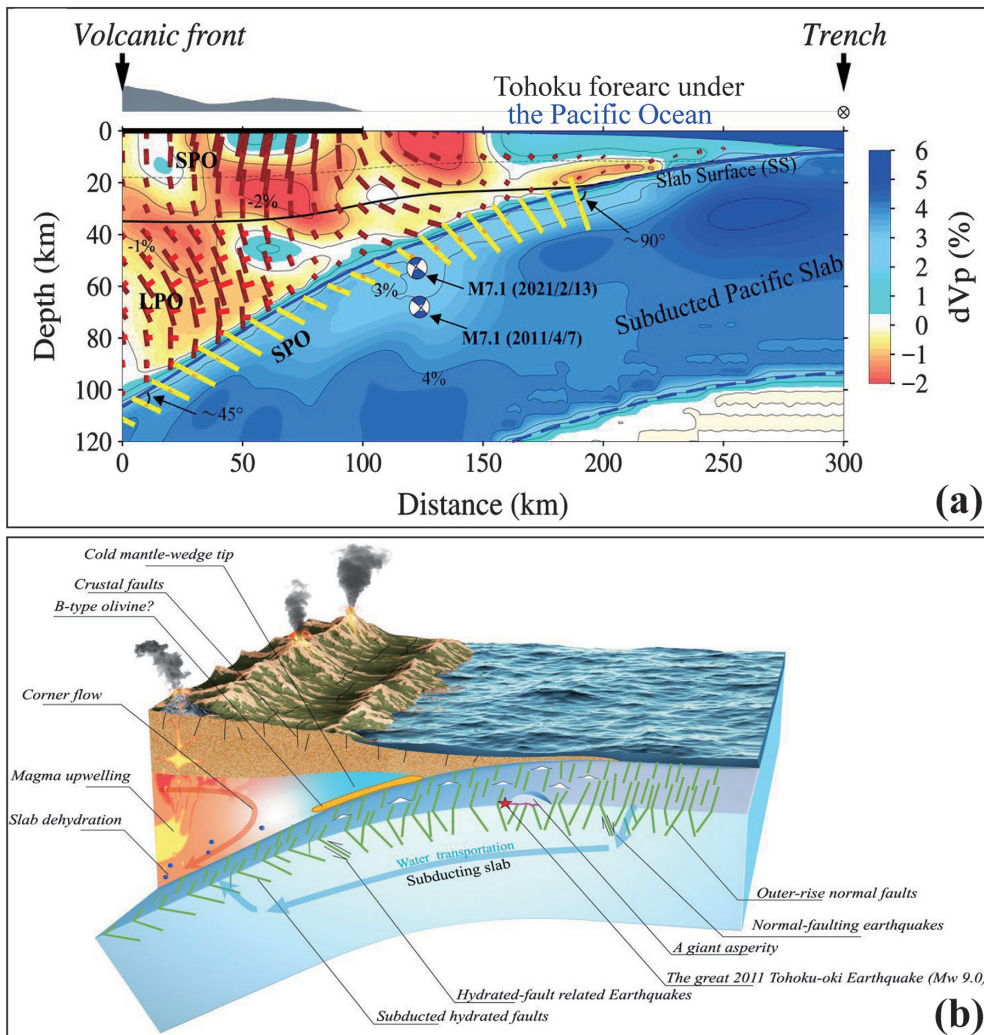 Volcanic front
Trench
Tohoku forearc under
the Pacific Ocean
0
20
40
60
80
100
120
Depth (km)
SPO
-2%
-1%
LPO
SPO
3%
4%
~45°
~90°
Slab Surface (SS)
M7.1 (2021/2/13)
M7.1 (2011/4/7)
Subducted Pacific Slab
0
50
100
150
200
250
300
Distance (km)
6
5
4
3
2
1
0
−1
−2
dVp (%)
(a)
Cold mantle-wedge tip
Crustal faults
B-type olivine?
Corner flow
Magma upwelling
Slab dehydration
Water transportation
Subducting slab
Outer-rise normal faults
Normal-faulting earthquakes
A giant asperity
The great 2011 Tohoku-oki Earthquake (Mw 9.0)
Hydrated-fault related Earthquakes
Subducted hydrated faults
(b)